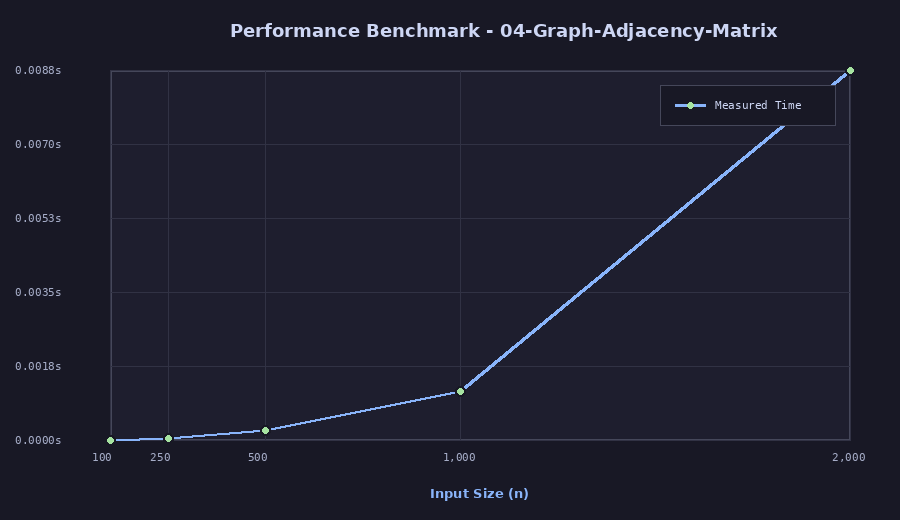 Performance Benchmark - 04-Graph-Adjacency-Matrix
0.0088s
Measured Time
0.0070s
0.0053s
0.0035s
0.0018s
0.0000s
100 250 500 1,000 2,000
Input Size (n)